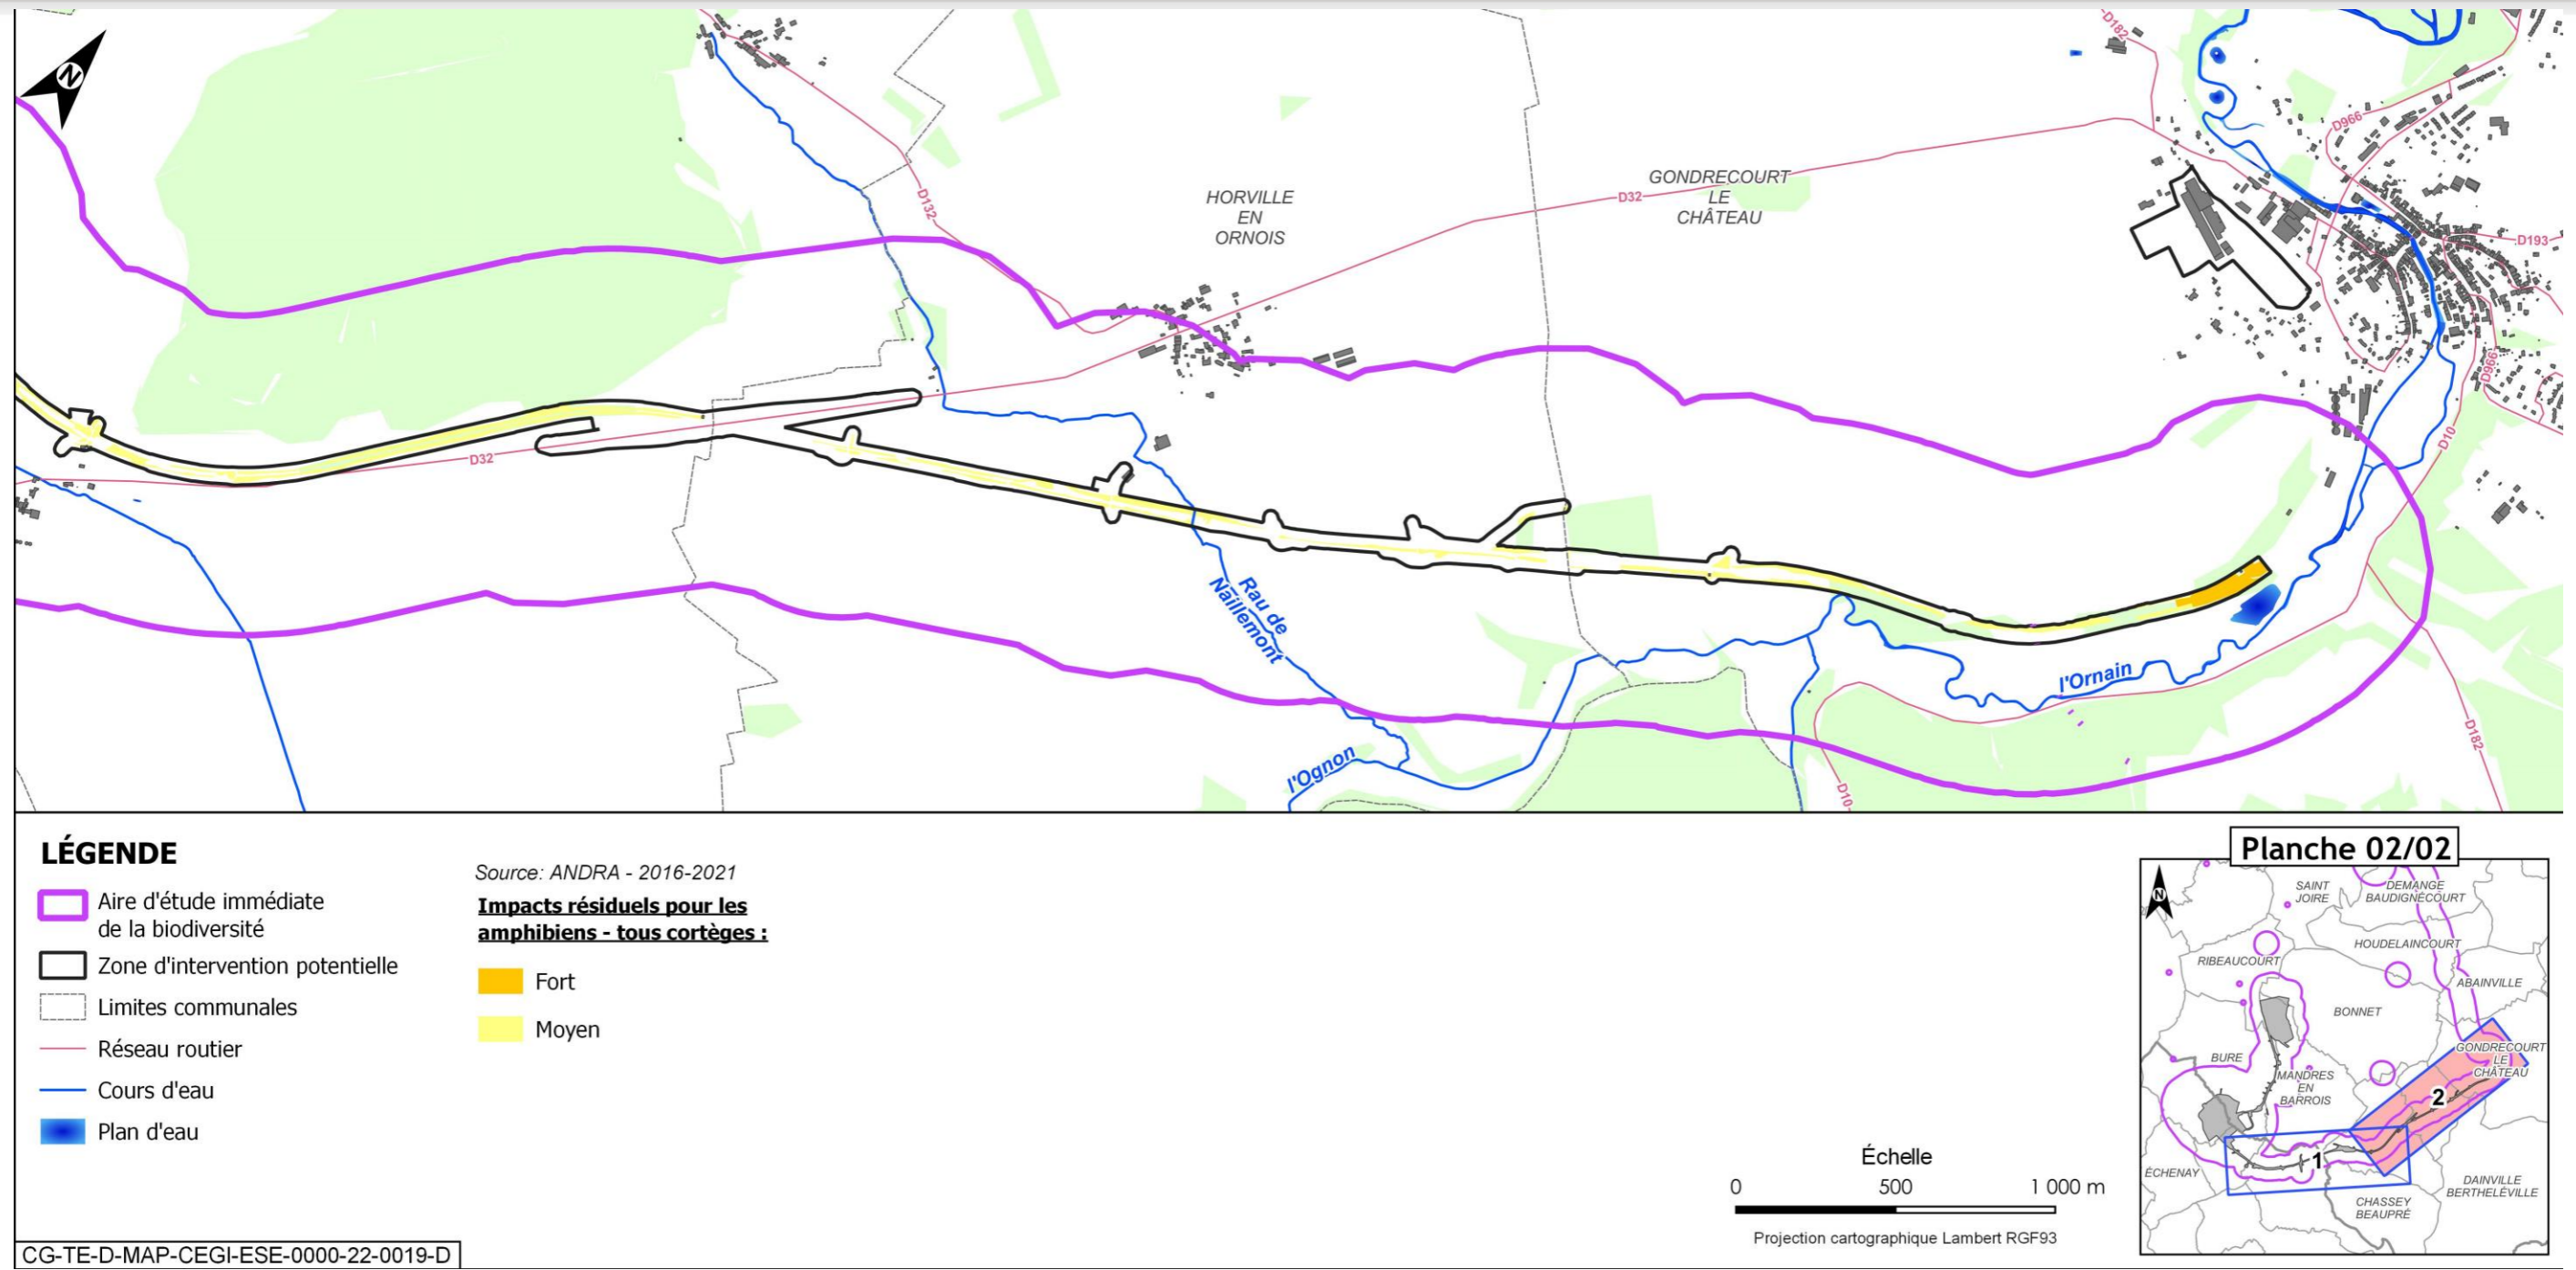 N
D182
D966
D132
HORVILLE
EN
ORNOIS
D32
GONDRECOURT
LE
CHÂTEAU
D193
D966
D32
D10
Rau de
Naillemont
l'Ornain
l'Ognon
D10
D182
LÉGENDE
Aire d'étude immédiate
de la biodiversité
Zone d'intervention potentielle
Limites communales
Réseau routier
Cours d'eau
Plan d'eau
Source: ANDRA - 2016-2021
Impacts résiduels pour les
amphibiens - tous cortèges :
Fort
Moyen
Échelle
0 500 1 000 m
Projection cartographique Lambert RGF93
Planche 02/02
N
SAINT
JOIRE
DEMANGE
BAUDIGNÉCOURT
HOUDELAINCOURT
RIBEAUCOURT
ABAINVILLE
BONNET
BURE
GONDRECOURT
LE
CHÂTEAU
MANDRES
EN
BARROIS
2
1
ÉCHENAY
DAINVILLE
BERTHELÉVILLE
CHASSEY
BEAUPRÉ
CG-TE-D-MAP-CEGI-ESE-0000-22-0019-D